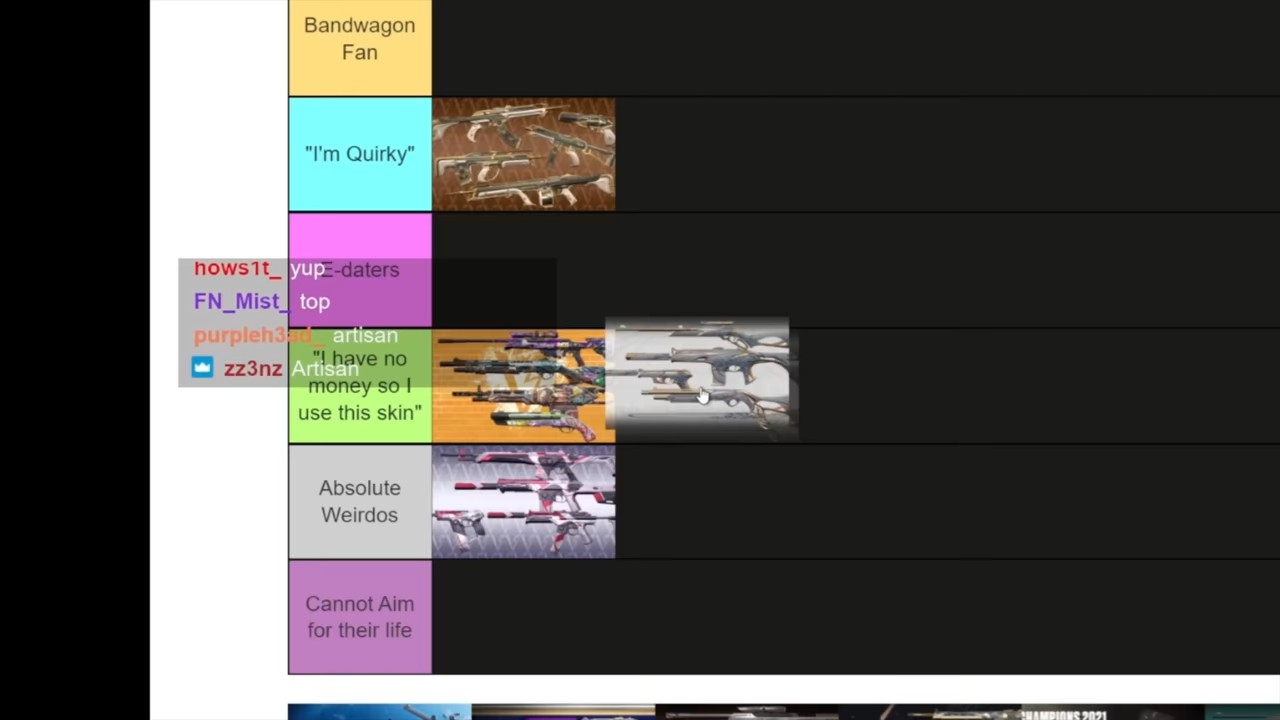 Bandwagon
Fan
"I'm Quirky"
E-daters
hows1t_ yup
FN_Mist_ top
purpleh3ad_ artisan
zz3nz Artisan
"I have no
money so I
use this skin"
Absolute
Weirdos
Cannot Aim
for their life
CHAMPIONS 2021